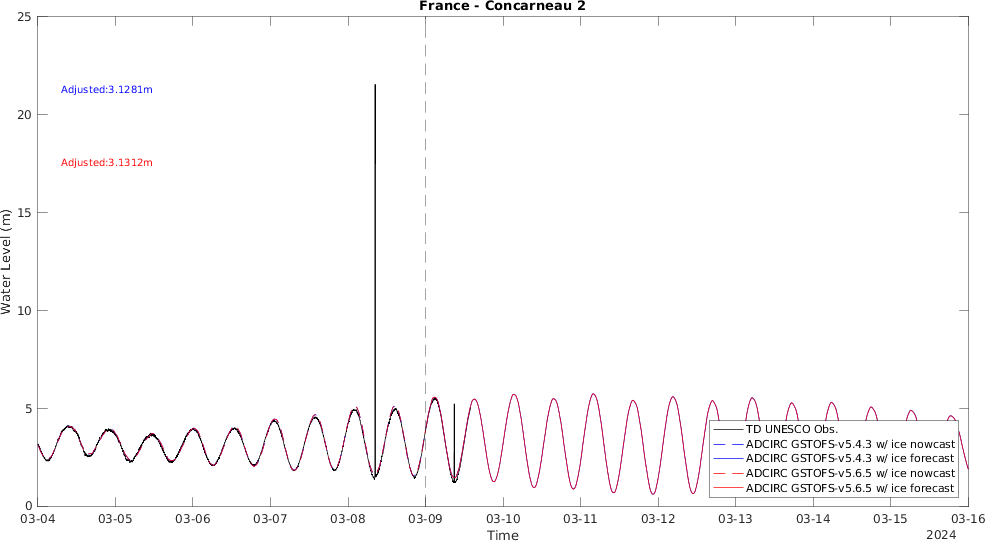 France - Concarneau 2
25
Adjusted:3.1281m
20
Adjusted:3.1312m
15
Water Level (m)
10
5
TD UNESCO Obs.
ADCIRC GSTOFS-v5.4.3 w/ ice nowcast
ADCIRC GSTOFS-v5.4.3 w/ ice forecast
ADCIRC GSTOFS-v5.6.5 w/ ice nowcast
ADCIRC GSTOFS-v5.6.5 w/ ice forecast
0
03-04 03-05 03-06 03-07 03-08 03-09 03-10 03-11 03-12 03-13 03-14 03-15 03-16
Time
2024